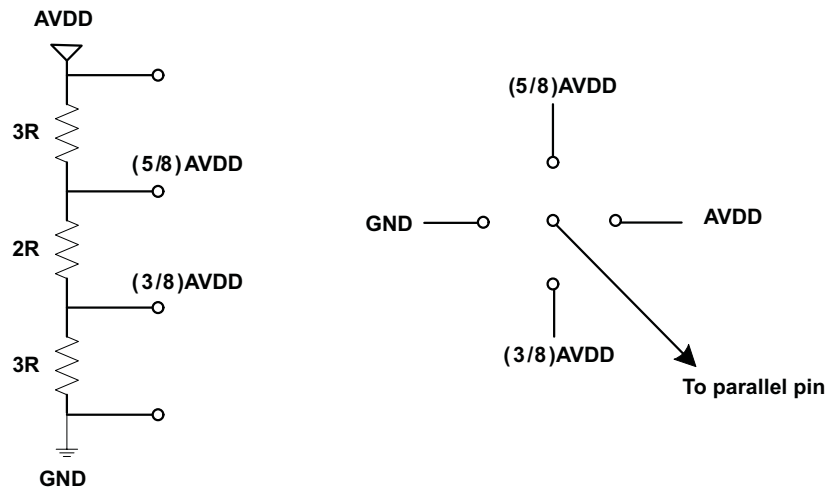 AVDD
3R
(5/8)AVDD
2R
(3/8)AVDD
3R
GND
(5/8)AVDD
GND
AVDD
(3/8)AVDD
To parallel pin